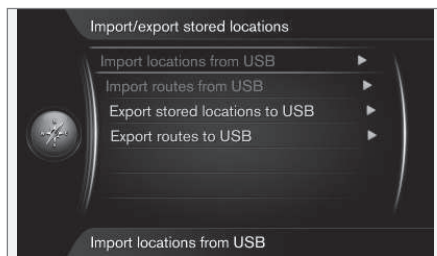 Import/export stored locations
Import locations from USB
Import routes from USB
Export stored locations to USB
Export routes to USB
Import locations from USB